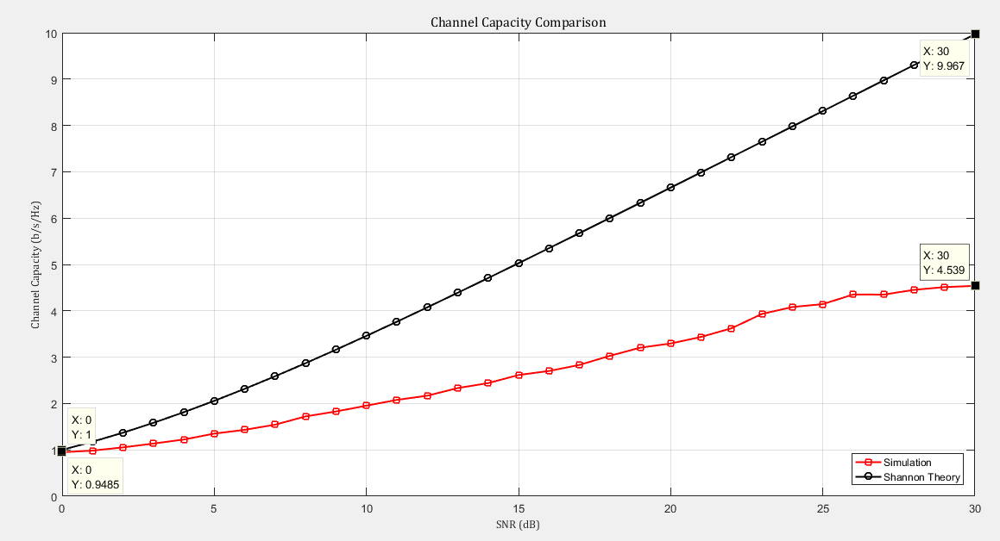 Channel Capacity Comparison
10
9
8
7
6
5
4
3
2
1
0
Channel Capacity (b/s/Hz)
X: 30
Y: 9.967
X: 30
Y: 4.539
X: 0
Y: 1
X: 0
Y: 0.9485
Simulation
Shannon Theory
0 5 10 15 20 25 30
SNR (dB)